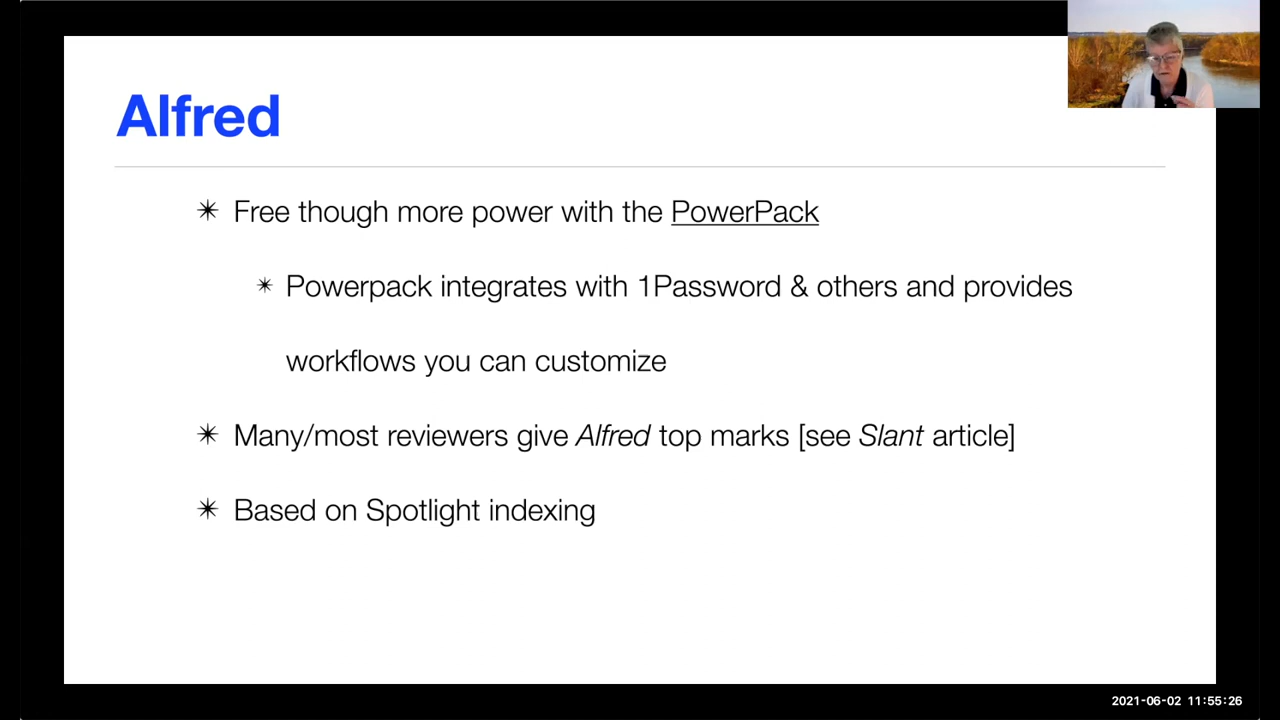 Alfred
✴ Free though more power with the PowerPack
✴ Powerpack integrates with 1Password & others and provides
workflows you can customize
✴ Many/most reviewers give Alfred top marks [see Slant article]
✴ Based on Spotlight indexing
2021-06-02 11:55:26